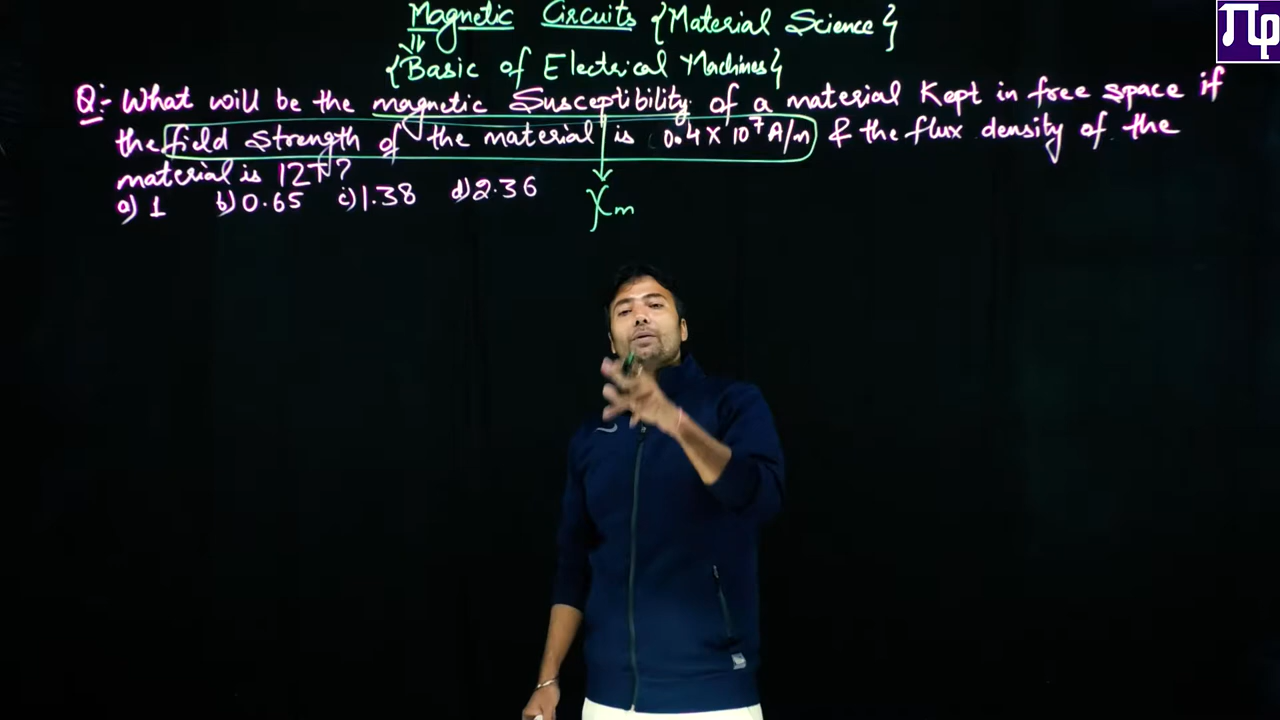 Magnetic Circuits {Material Science}
{Basic of Electrical Machines}
Q:- What will be the magnetic Susceptibility of a material Kept in free space if
the field strength of the material is 0.4 X 10⁷ A/m & the flux density of the
material is 12T?
a) 1 b) 0.65 c) 1.38 d) 2.36
χm
πφ